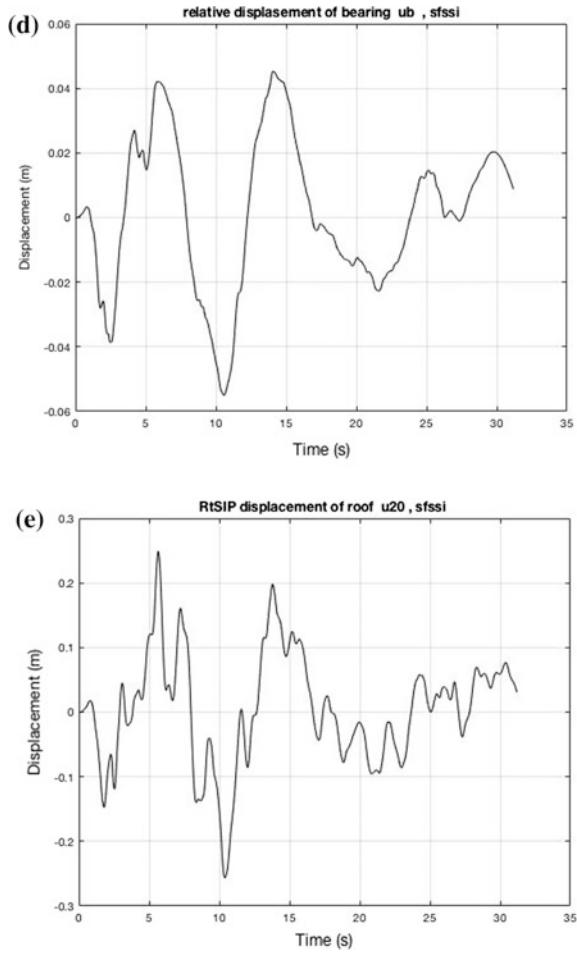 (d)
relative displasement of bearing ub , sfssi
0.06
0.04
0.02
0
-0.02
-0.04
-0.06
Displacement (m)
0 5 10 15 20 25 30 35
Time (s)
(e)
RtSIP displacement of roof u20 , sfssi
0.3
0.2
0.1
0
-0.1
-0.2
-0.3
Displacement (m)
0 5 10 15 20 25 30 35
Time (s)